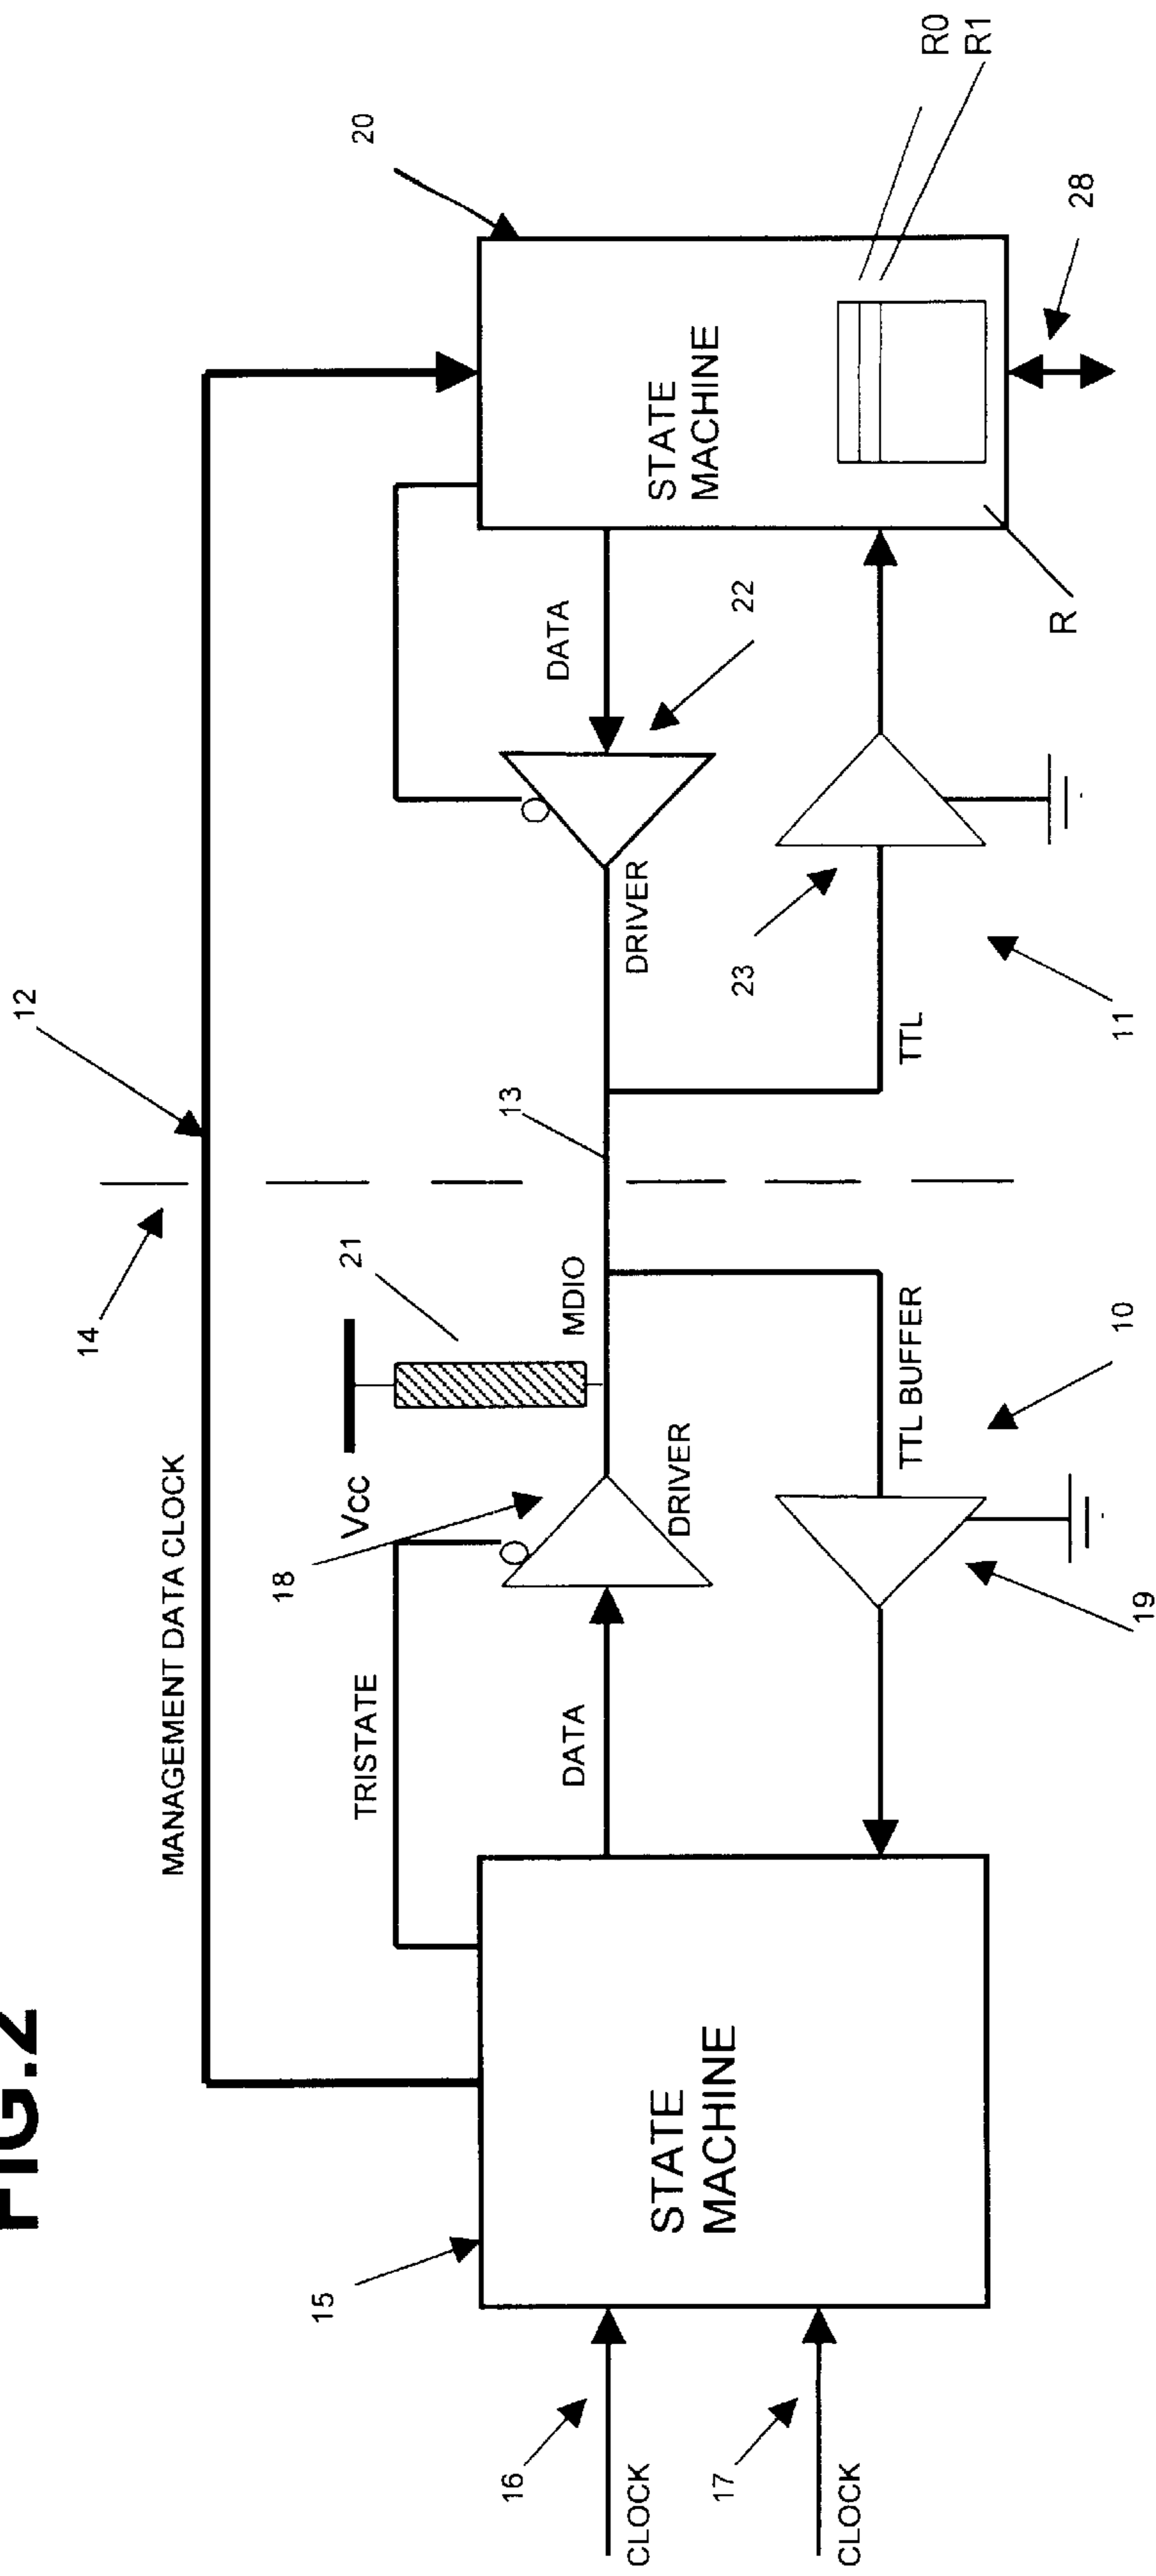 FIG.2
MANAGEMENT DATA CLOCK
12
14
20
TRISTATE
Vcc
21
18
15
STATE
MACHINE
DATA
DRIVER
MDIO
13
DRIVER
DATA
22
STATE
MACHINE
R0
R1
16
CLOCK
17
CLOCK
TTL BUFFER
TTL
23
19
10
11
R
28